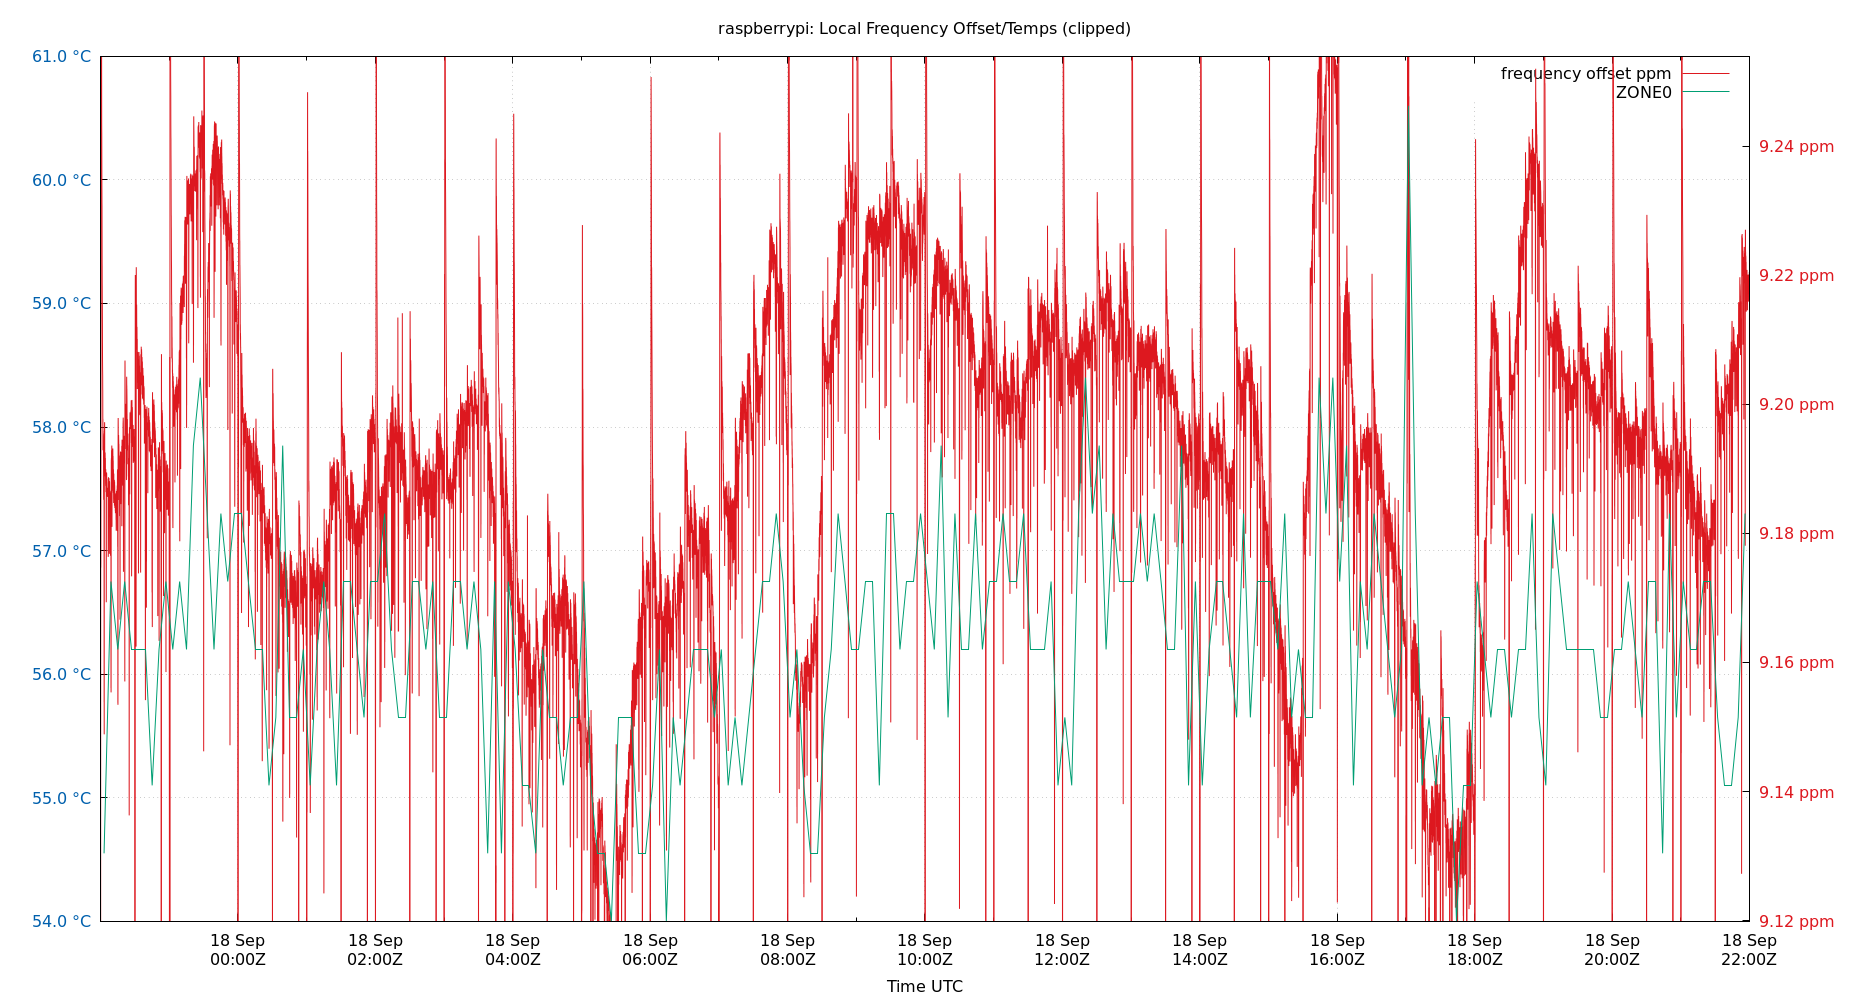 raspberrypi: Local Frequency Offset/Temps (clipped)
61.0 °C
60.0 °C
59.0 °C
58.0 °C
57.0 °C
56.0 °C
55.0 °C
54.0 °C
frequency offset ppm
ZONE0
9.24 ppm
9.22 ppm
9.20 ppm
9.18 ppm
9.16 ppm
9.14 ppm
9.12 ppm
18 Sep
00:00Z
18 Sep
02:00Z
18 Sep
04:00Z
18 Sep
06:00Z
18 Sep
08:00Z
18 Sep
10:00Z
18 Sep
12:00Z
18 Sep
14:00Z
18 Sep
16:00Z
18 Sep
18:00Z
18 Sep
20:00Z
18 Sep
22:00Z
Time UTC